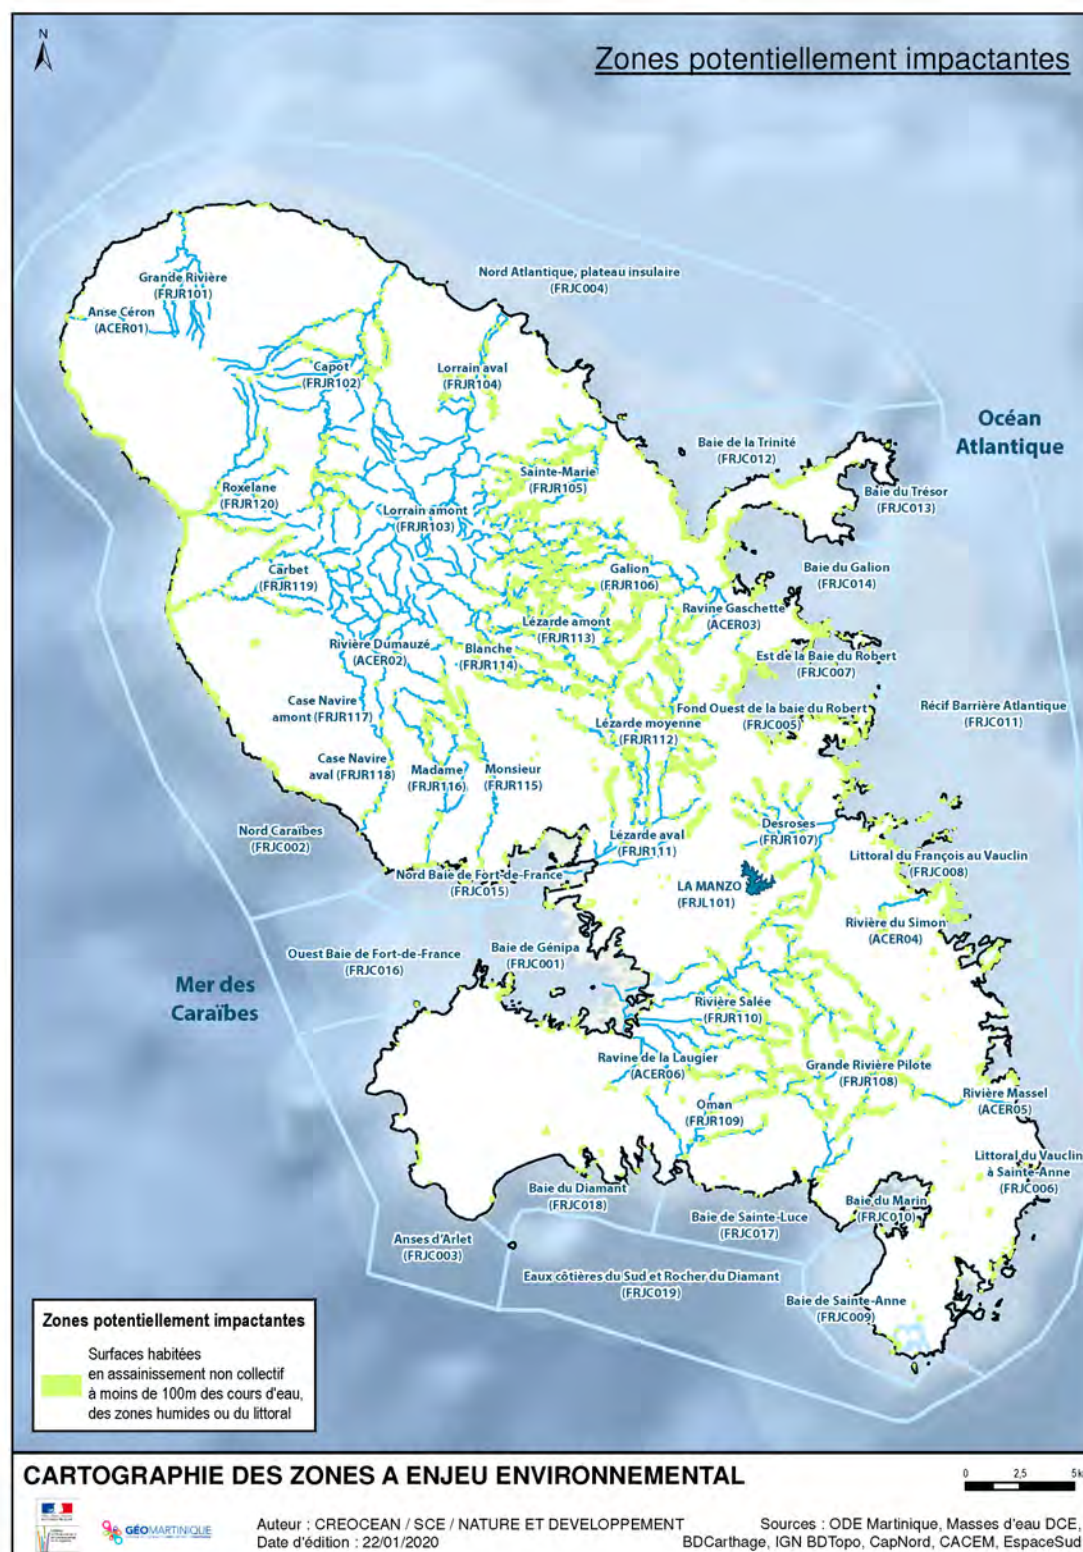 N
Zones potentiellement impactantes
Nord Atlantique, plateau insulaire
(FRJC004)
Grande Rivière
(FRJR101)
Anse Céron
(ACER01)
Capot
(FRJR102)
Lorrain aval
(FRJR104)
Océan
Atlantique
Baie de la Trinité
(FRJC012)
Sainte-Marie
(FRJR105)
Baie du Trésor
(FRJC013)
Roxelane
(FRJR120)
Lorrain amont
(FRJR103)
Carbet
(FRJR119)
Galion
(FRJR106)
Baie du Galion
(FRJC014)
Ravine Gaschette
(ACER03)
Lézarde amont
(FRJR113)
Rivière Dumauzé
(ACER02)
Blanche
(FRJR114)
Est de la Baie du Robert
(FRJC007)
Case Navire
amont (FRJR117)
Fond Ouest de la baie du Robert
(FRJC005)
Récif Barrière Atlantique
(FRJC011)
Lézarde moyenne
(FRJR112)
Case Navire
aval (FRJR118)
Madame
(FRJR116)
Monsieur
(FRJR115)
Nord Caraïbes
(FRJC002)
Lézarde aval
(FRJR111)
Desroses
(FRJR107)
Littoral du François au Vauclin
(FRJC008)
Nord Baie de Fort-de-France
(FRJC015)
LA MANZO
(FRJL101)
Rivière du Simon
(ACER04)
Ouest Baie de Fort-de-France
(FRJC016)
Baie de Génipa
(FRJC001)
Mer des
Caraïbes
Rivière Salée
(FRJR110)
Ravine de la Laugier
(ACER06)
Grande Rivière Pilote
(FRJR108)
Rivière Massel
(ACER05)
Oman
(FRJR109)
Littoral du Vauclin
à Sainte-Anne
(FRJC006)
Baie du Diamant
(FRJC018)
Baie du Marin
(FRJC010)
Baie de Sainte-Luce
(FRJC017)
Anses d'Arlet
(FRJC003)
Eaux côtières du Sud et Rocher du Diamant
(FRJC019)
Baie de Sainte-Anne
(FRJC009)
Zones potentiellement impactantes
Surfaces habitées
en assainissement non collectif
à moins de 100m des cours d'eau,
des zones humides ou du littoral
CARTOGRAPHIE DES ZONES A ENJEU ENVIRONNEMENTAL
0 2,5 5
GÉOMARTINIQUE
Auteur : CREOCEAN / SCE / NATURE ET DEVELOPPEMENT
Date d'édition : 22/01/2020
Sources : ODE Martinique, Masses d'eau DCE,
BDCarthage, IGN BDTopo, CapNord, CACEM, EspaceSud